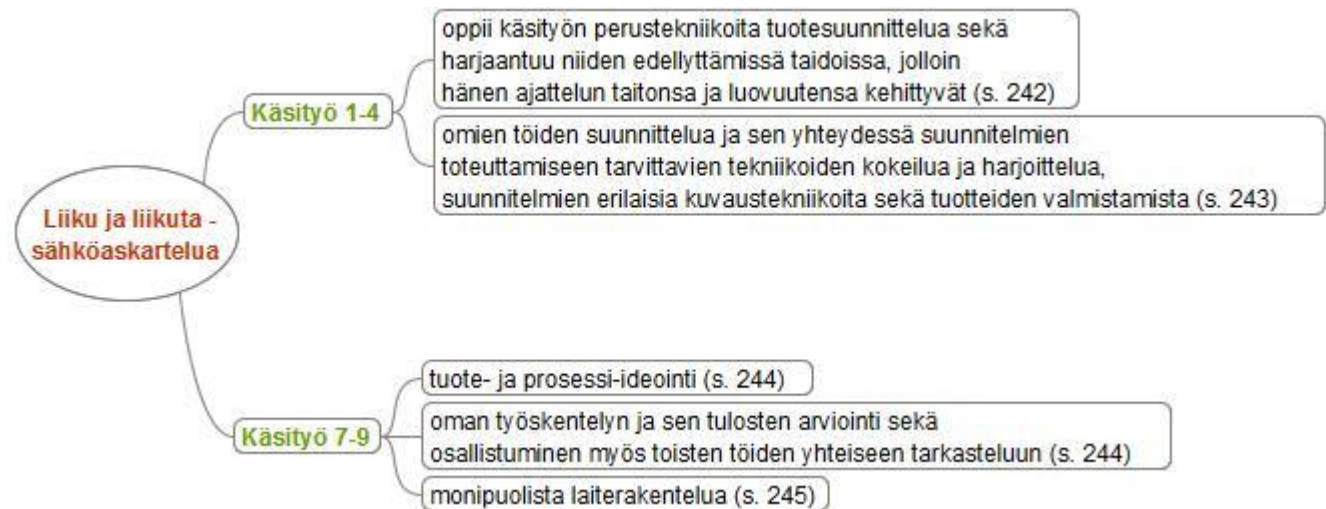 Liiku ja liikuta -
sähköaskartelua
Käsityö 1-4
oppii käsityön perustekniikoita tuotesuunnittelua sekä
harjaantuu niiden edellyttämissä taidoissa, jolloin
hänen ajattelun taitonsa ja luovuutensa kehittyvät (s. 242)
omien töiden suunnittelua ja sen yhteydessä suunnitelmien
toteuttamiseen tarvittavien tekniikoiden kokeilua ja harjoittelua,
suunnitelmien erilaisia kuvaustekniikoita sekä tuotteiden valmistamista (s. 243)
Käsityö 7-9
tuote- ja prosessi-ideointi (s. 244)
oman työskentelyn ja sen tulosten arviointi sekä
osallistuminen myös toisten töiden yhteiseen tarkasteluun (s. 244)
monipuolista laiterakentelua (s. 245)